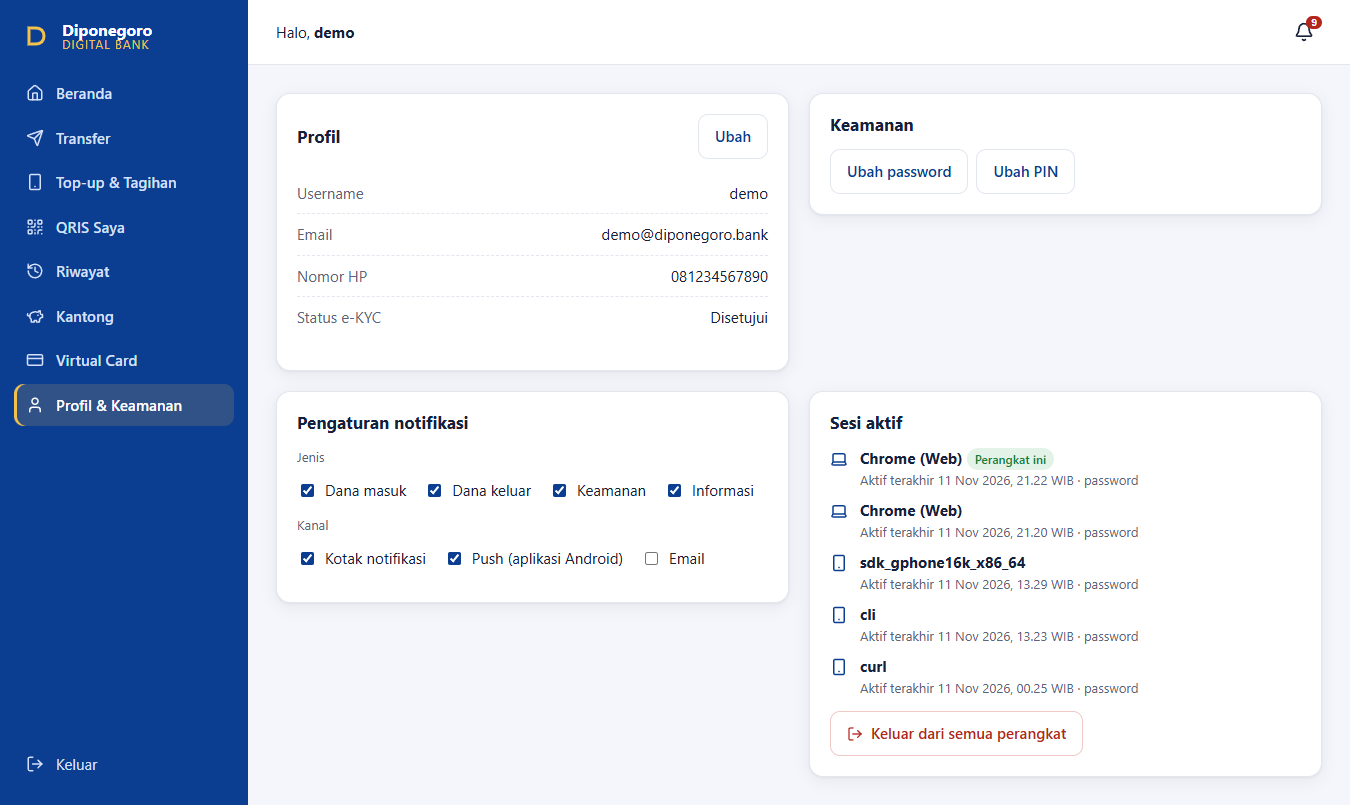 Diponegoro
DIGITAL BANK
Beranda
Transfer
Top-up & Tagihan
QRIS Saya
Riwayat
Kantong
Virtual Card
Profil & Keamanan
Keluar
Halo, demo
9
Profil
Ubah
Username demo
Email demo@diponegoro.bank
Nomor HP 081234567890
Status e-KYC Disetujui
Keamanan
Ubah password Ubah PIN
Pengaturan notifikasi
Jenis
Dana masuk Dana keluar Keamanan Informasi
Kanal
Kotak notifikasi Push (aplikasi Android) Email
Sesi aktif
Chrome (Web) Perangkat ini
Aktif terakhir 11 Nov 2026, 21.22 WIB · password
Chrome (Web)
Aktif terakhir 11 Nov 2026, 21.20 WIB · password
sdk_gphone16k_x86_64
Aktif terakhir 11 Nov 2026, 13.29 WIB · password
cli
Aktif terakhir 11 Nov 2026, 13.23 WIB · password
curl
Aktif terakhir 11 Nov 2026, 00.25 WIB · password
Keluar dari semua perangkat